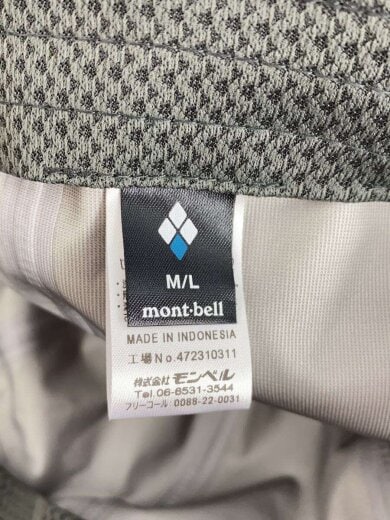 M/L
mont·bell
MADE IN INDONESIA
工場No.472310311
株式会社 モンベル
Tel.06-6531-3544
フリーコール 0088-22-0031